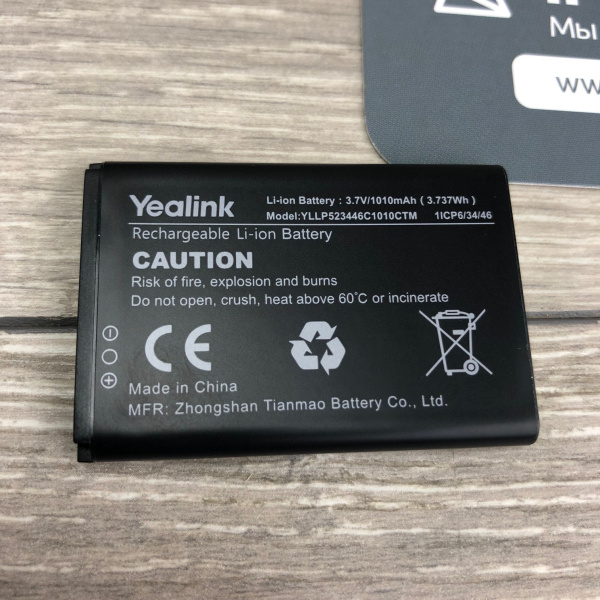 Мы
Yealink
Li-ion Battery : 3.7V/1010mAh ( 3.737Wh )
Model:YLLP523446C1010CTM 1ICP6/34/46
Rechargeable Li-ion Battery
CAUTION
Risk of fire, explosion and burns
Do not open, crush, heat above 60°C or incinerate
CE
Made in China
MFR: Zhongshan Tianmao Battery Co., Ltd.